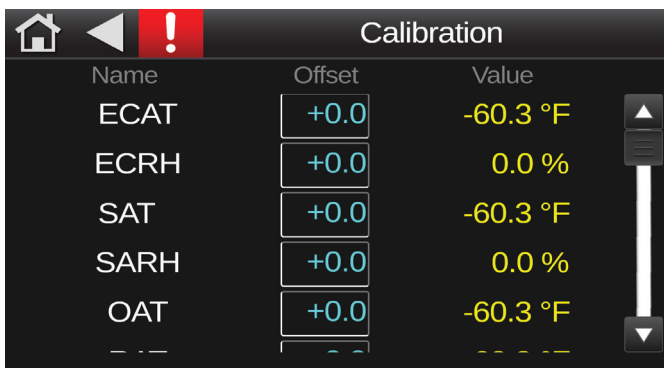 ! Calibration
Name Offset Value
ECAT +0.0 -60.3 °F
ECRH +0.0 0.0 %
SAT +0.0 -60.3 °F
SARH +0.0 0.0 %
OAT +0.0 -60.3 °F